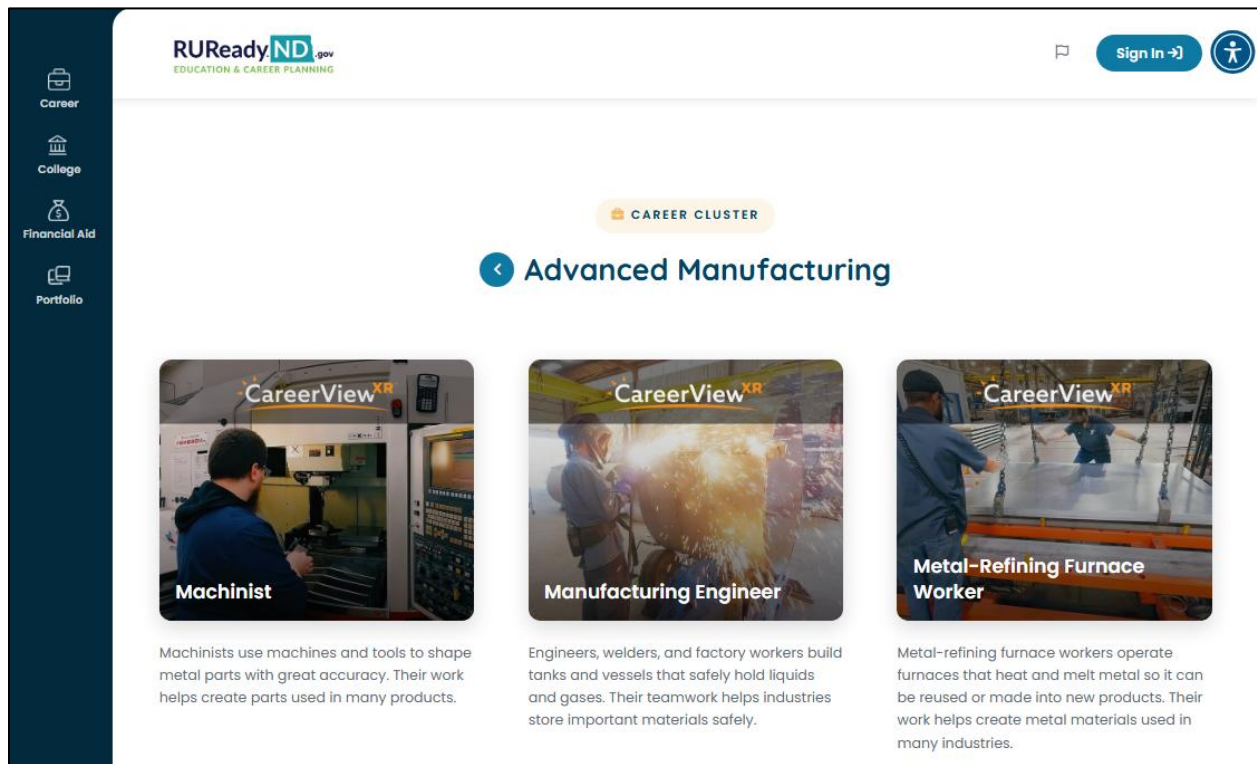 RUReady ND .gov
EDUCATION & CAREER PLANNING
Sign In
Career
College
Financial Aid
Portfolio
CAREER CLUSTER
Advanced Manufacturing
CareerViewXR
Machinist
Machinists use machines and tools to shape
metal parts with great accuracy. Their work
helps create parts used in many products.
CareerViewXR
Manufacturing Engineer
Engineers, welders, and factory workers build
tanks and vessels that safely hold liquids
and gases. Their teamwork helps industries
store important materials safely.
CareerViewXR
Metal-Refining Furnace
Worker
Metal-refining furnace workers operate
furnaces that heat and melt metal so it can
be reused or made into new products. Their
work helps create metal materials used in
many industries.